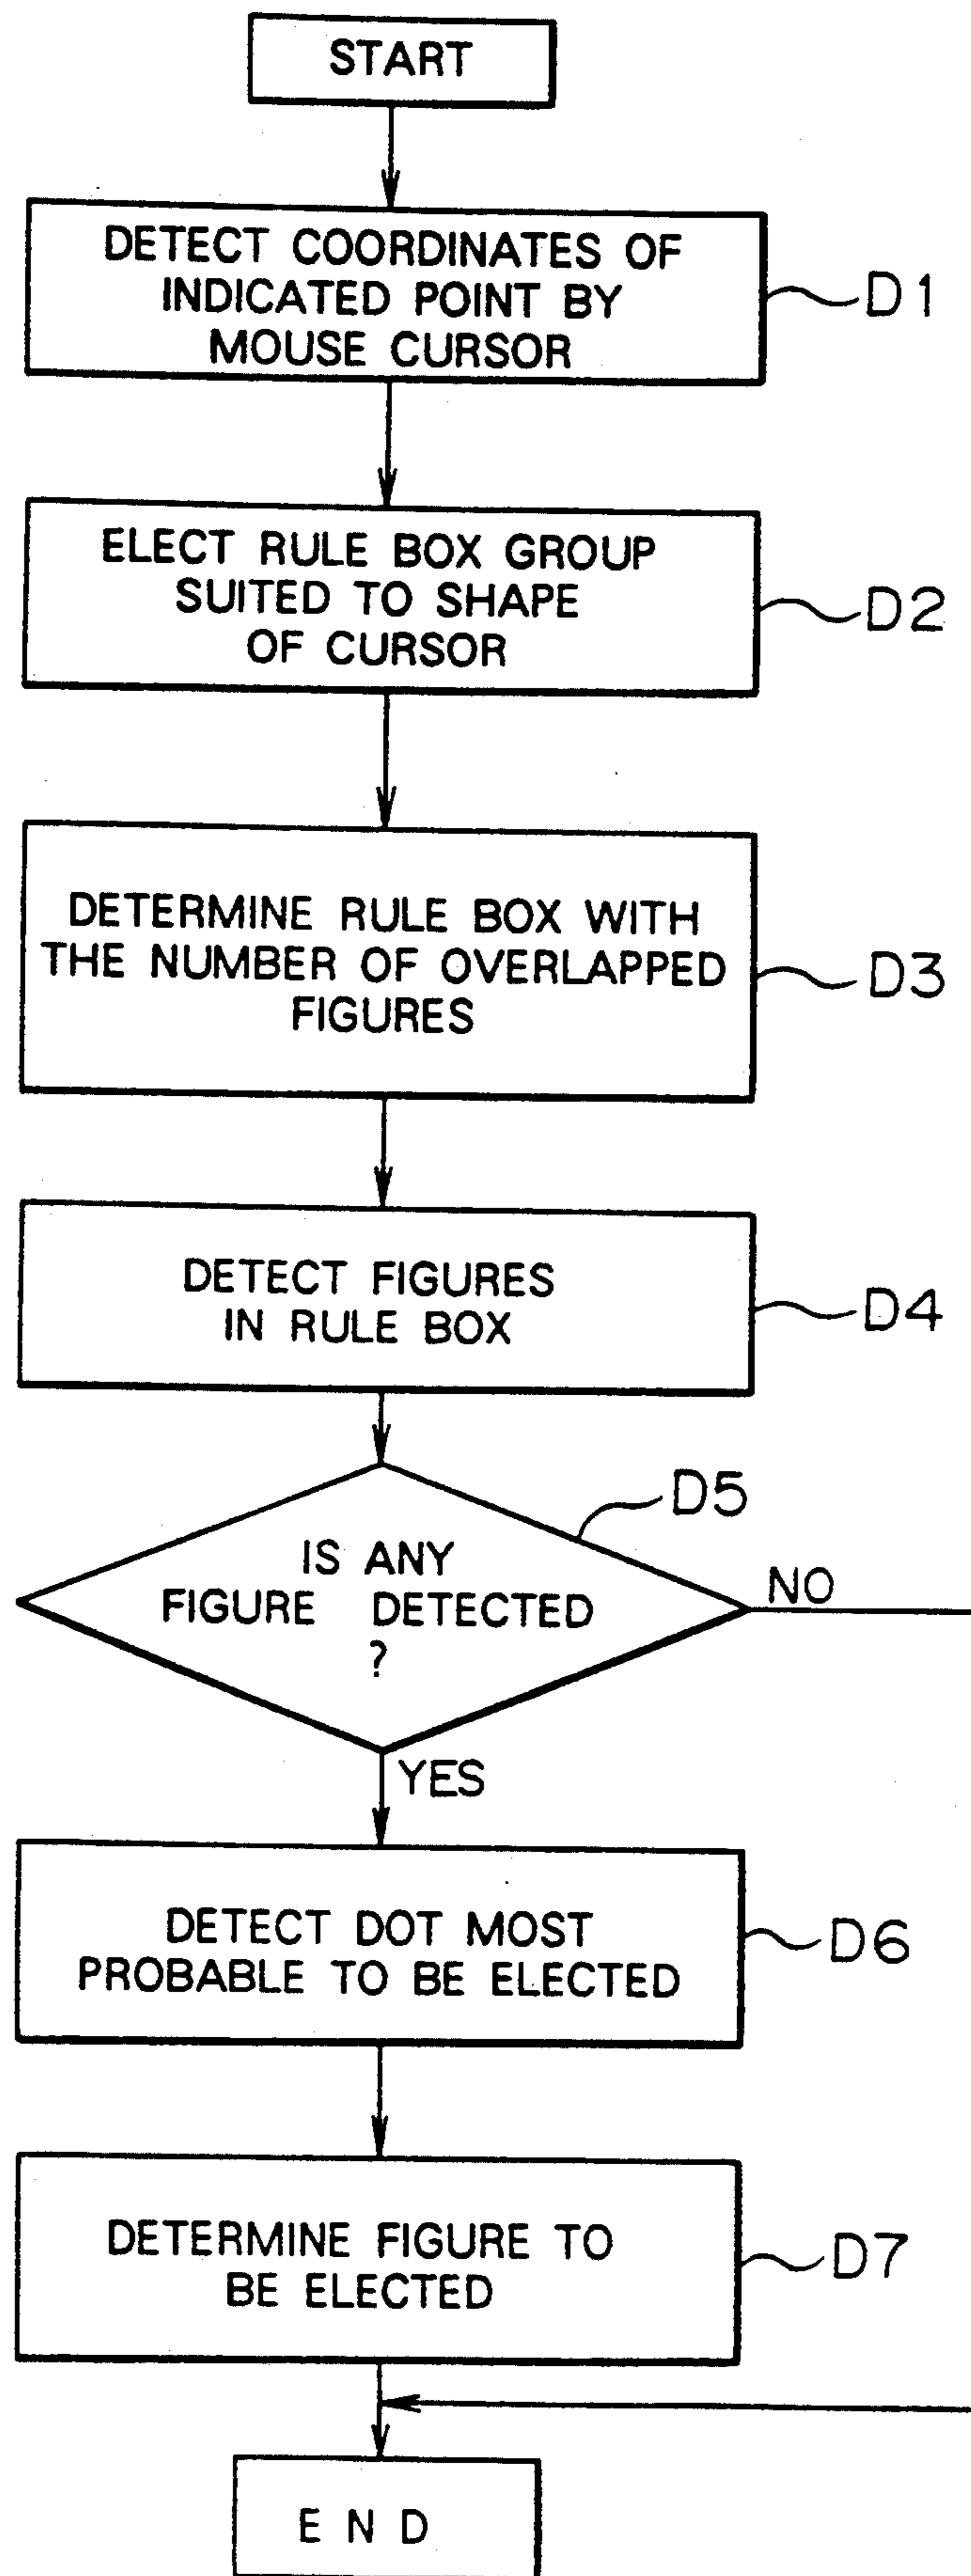 START
DETECT COORDINATES OF
INDICATED POINT BY
MOUSE CURSOR
D1
ELECT RULE BOX GROUP
SUITED TO SHAPE
OF CURSOR
D2
DETERMINE RULE BOX WITH
THE NUMBER OF OVERLAPPED
FIGURES
D3
DETECT FIGURES
IN RULE BOX
D4
D5
IS ANY
FIGURE DETECTED
?
NO
YES
DETECT DOT MOST
PROBABLE TO BE ELECTED
D6
DETERMINE FIGURE TO
BE ELECTED
D7
END